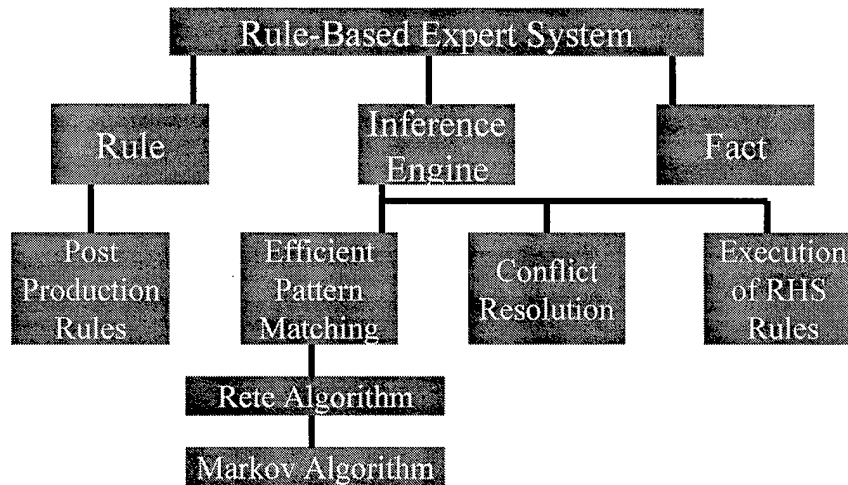 Rule-Based Expert System
Rule
Inference
Engine
Fact
Post
Production
Rules
Efficient
Pattern
Matching
Conflict
Resolution
Execution
of RHS
Rules
Rete Algorithm
Markov Algorithm